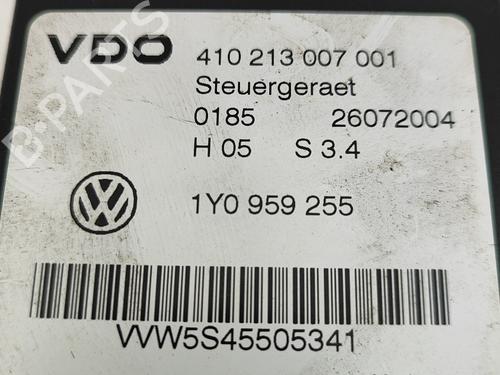 VDO 410 213 007 001
Steuergeraet
0185 26072004
H 05 S 3.4
1Y0 959 255
VVW5S45505341
B-PARTS